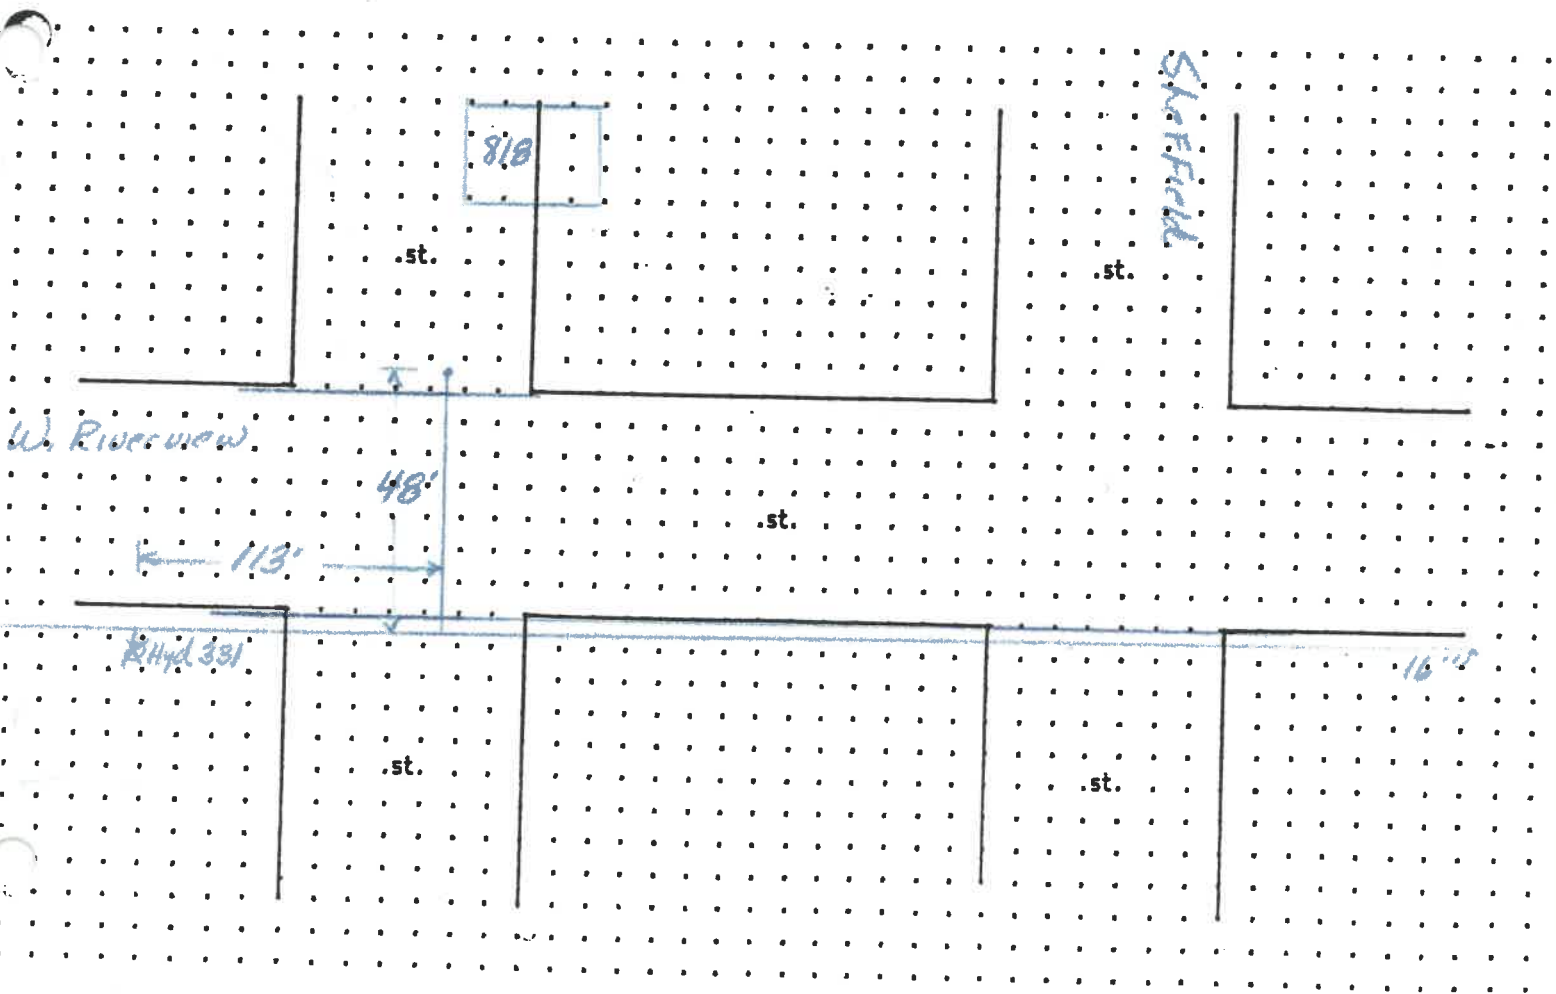 Sheffield
818
.st.
.st.
W. Riverview
48'
.st.
113'
Hyd 331
16"
.st.
.st.